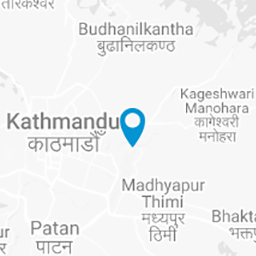 तारकेश्वर
Budhanilkantha
बुढानिलकण्ठ
Kageshwari
Manohara
कागेश्वरी
मनोहरा
Kathmandu
काठमाडौँ
Madhyapur
Thimi
मध्यपुर
ठिमी
Bhakta
भक्तपु
Patan
पाटन